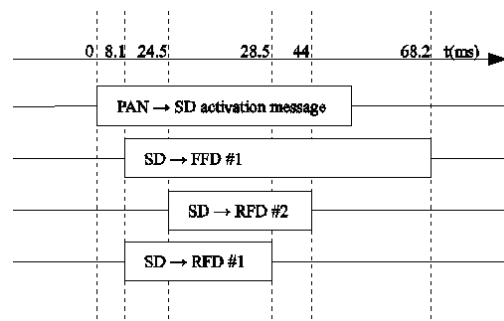 0 8.1 24.5 28.5 44 68.2 t(ms)
PAN → SD activation message
SD → FFD #1
SD → RFD #2
SD → RFD #1